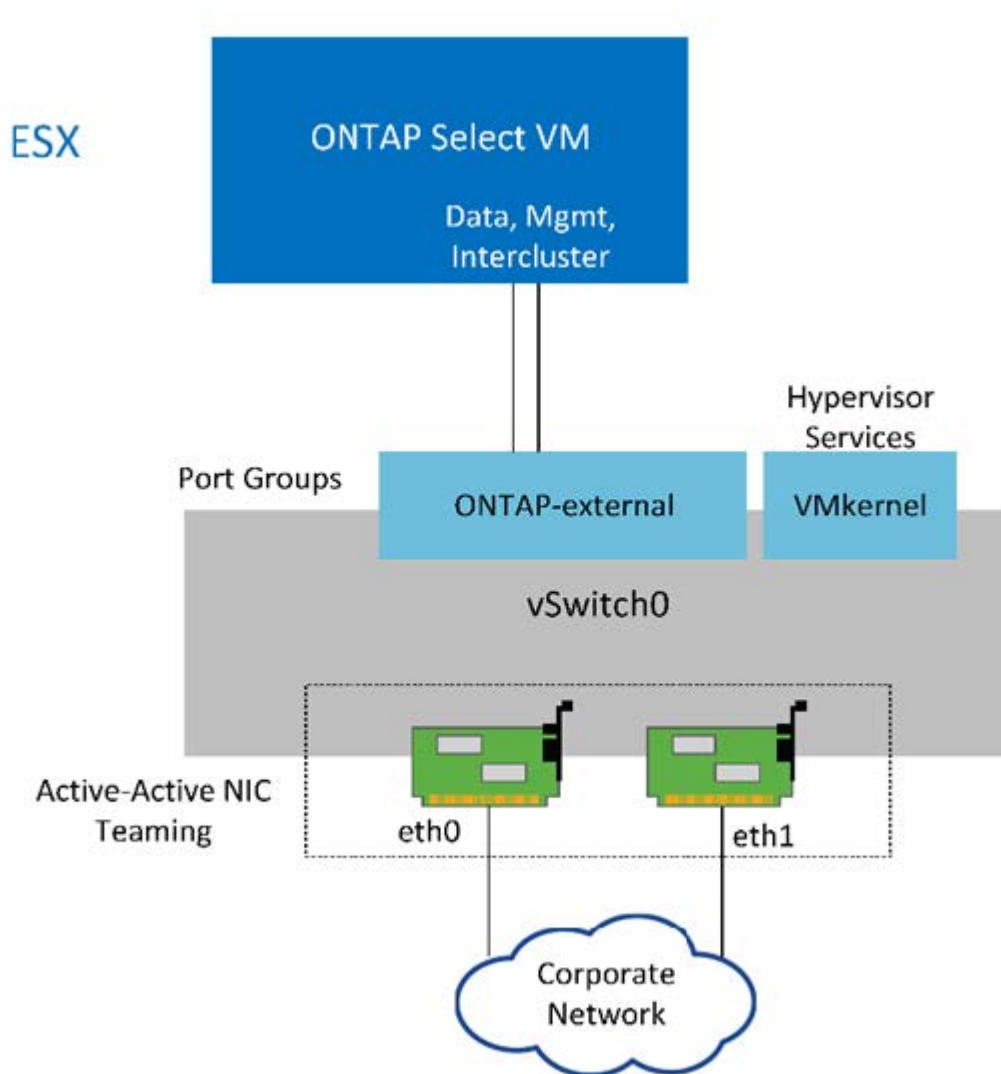 ESX
ONTAP Select VM
Data, Mgmt,
Intercluster
Hypervisor
Services
Port Groups
ONTAP-external
VMkernel
vSwitch0
Active-Active NIC
Teaming
eth0
eth1
Corporate
Network